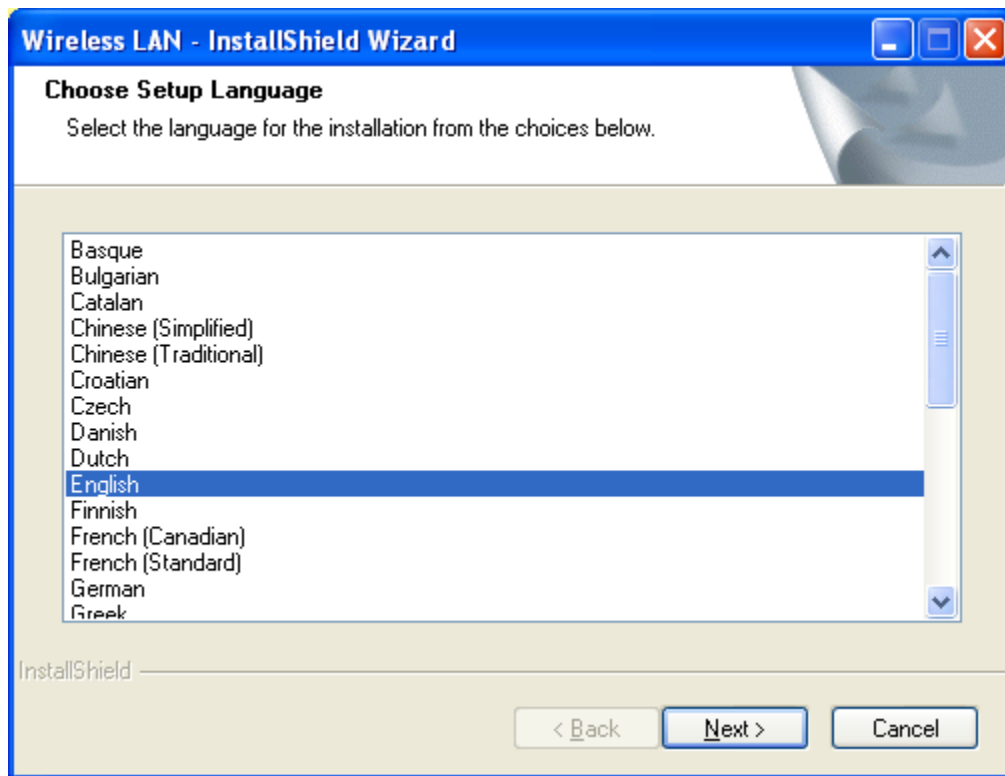 Wireless LAN - InstallShield Wizard
Choose Setup Language
Select the language for the installation from the choices below.
Basque
Bulgarian
Catalan
Chinese (Simplified)
Chinese (Traditional)
Croatian
Czech
Danish
Dutch
English
Finnish
French (Canadian)
French (Standard)
German
Greek
InstallShield
< Back Next > Cancel